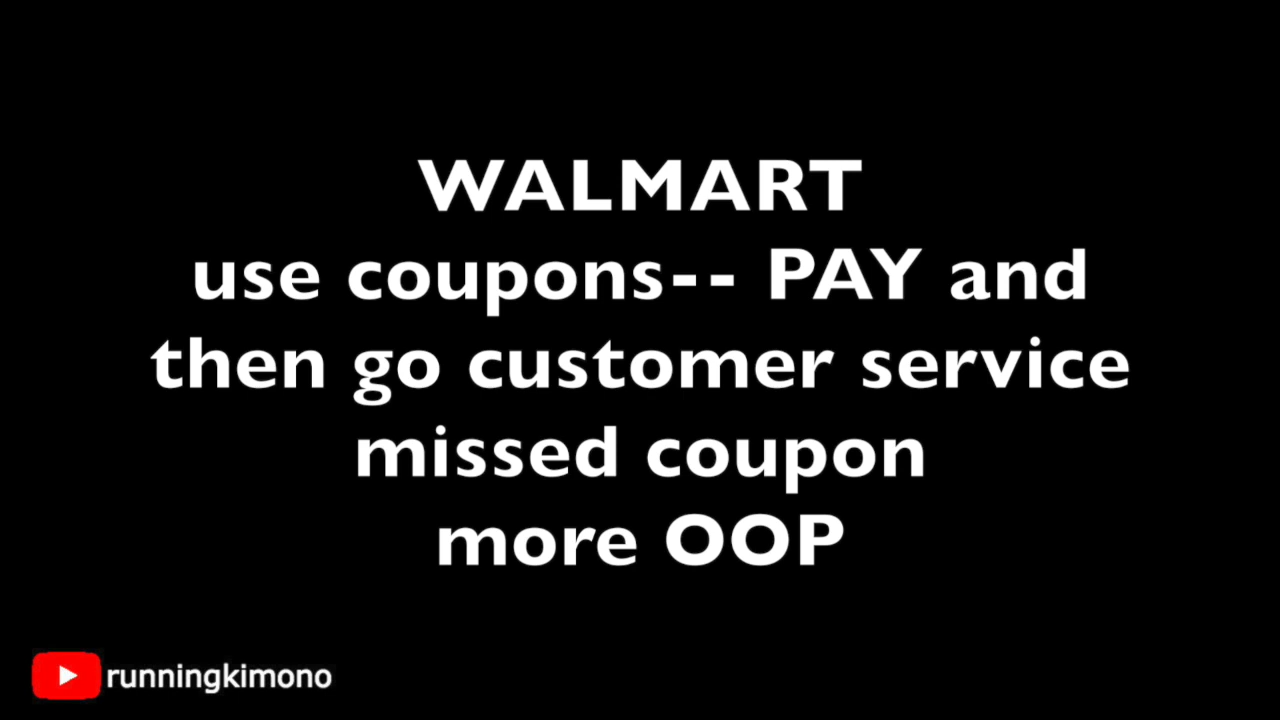 WALMART
use coupons-- PAY and
then go customer service
missed coupon
more OOP
runningkimono